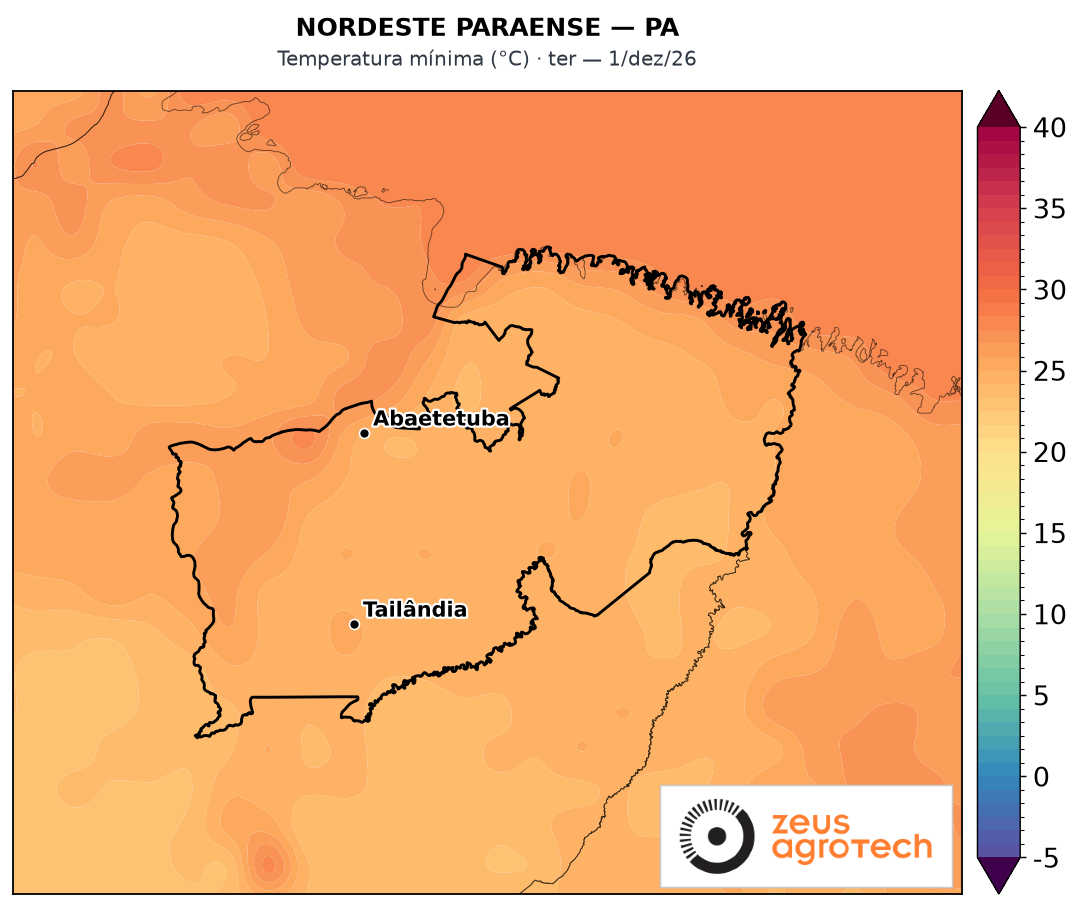 NORDESTE PARAENSE — PA
Temperatura mínima (°C) · ter — 1/dez/26
40
35
30
25
20
15
10
5
0
-5
Abaetetuba
Tailândia
zeus
agrotech